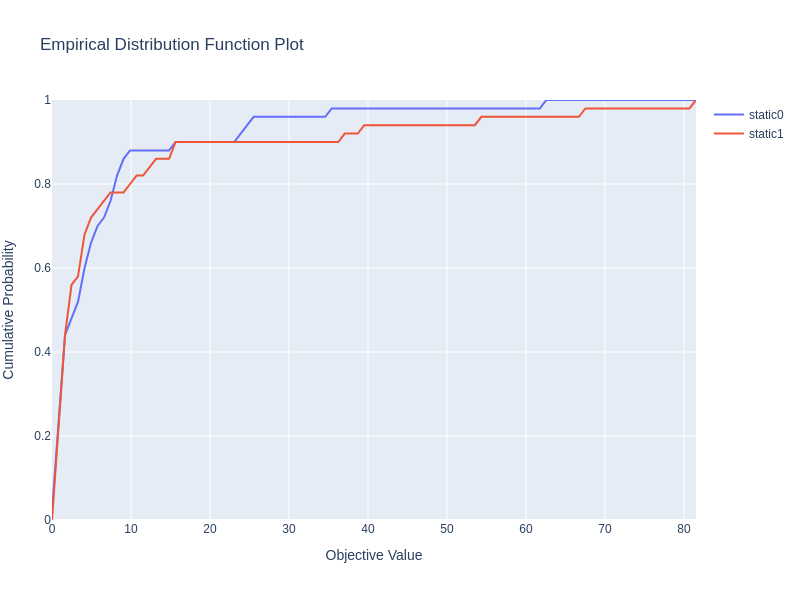 Empirical Distribution Function Plot
1
0.8
0.6
0.4
0.2
0
Cumulative Probability
0 10 20 30 40 50 60 70 80
Objective Value
static0
static1